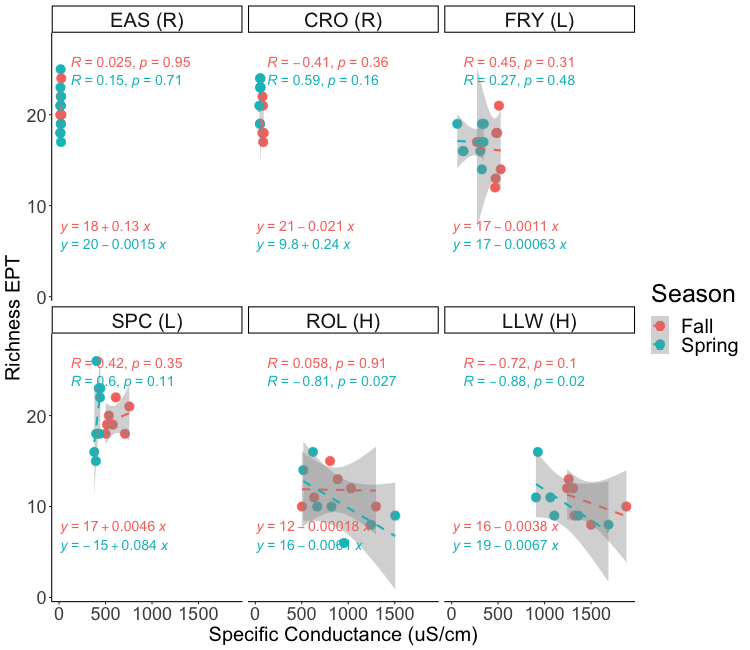 EAS (R)
CRO (R)
FRY (L)
R = 0.025, p = 0.95
R = 0.15, p = 0.71
R = −0.41, p = 0.36
R = 0.59, p = 0.16
R = 0.45, p = 0.31
R = 0.27, p = 0.48
y = 18 + 0.13 x
y = 20 − 0.0015 x
y = 21 − 0.021 x
y = 9.8 + 0.24 x
y = 17 − 0.0011 x
y = 17 − 0.00063 x
20
10
0
Richness EPT
SPC (L)
ROL (H)
LLW (H)
R = 0.42, p = 0.35
R = 0.6, p = 0.11
R = 0.058, p = 0.91
R = −0.81, p = 0.027
R = −0.72, p = 0.1
R = −0.88, p = 0.02
y = 17 + 0.0046 x
y = −15 + 0.084 x
y = 12 − 0.00018 x
y = 16 − 0.0061 x
y = 16 − 0.0038 x
y = 19 − 0.0067 x
20
10
0
0 500 1000 1500
0 500 1000 1500
0 500 1000 1500
Specific Conductance (uS/cm)
Season
Fall
Spring